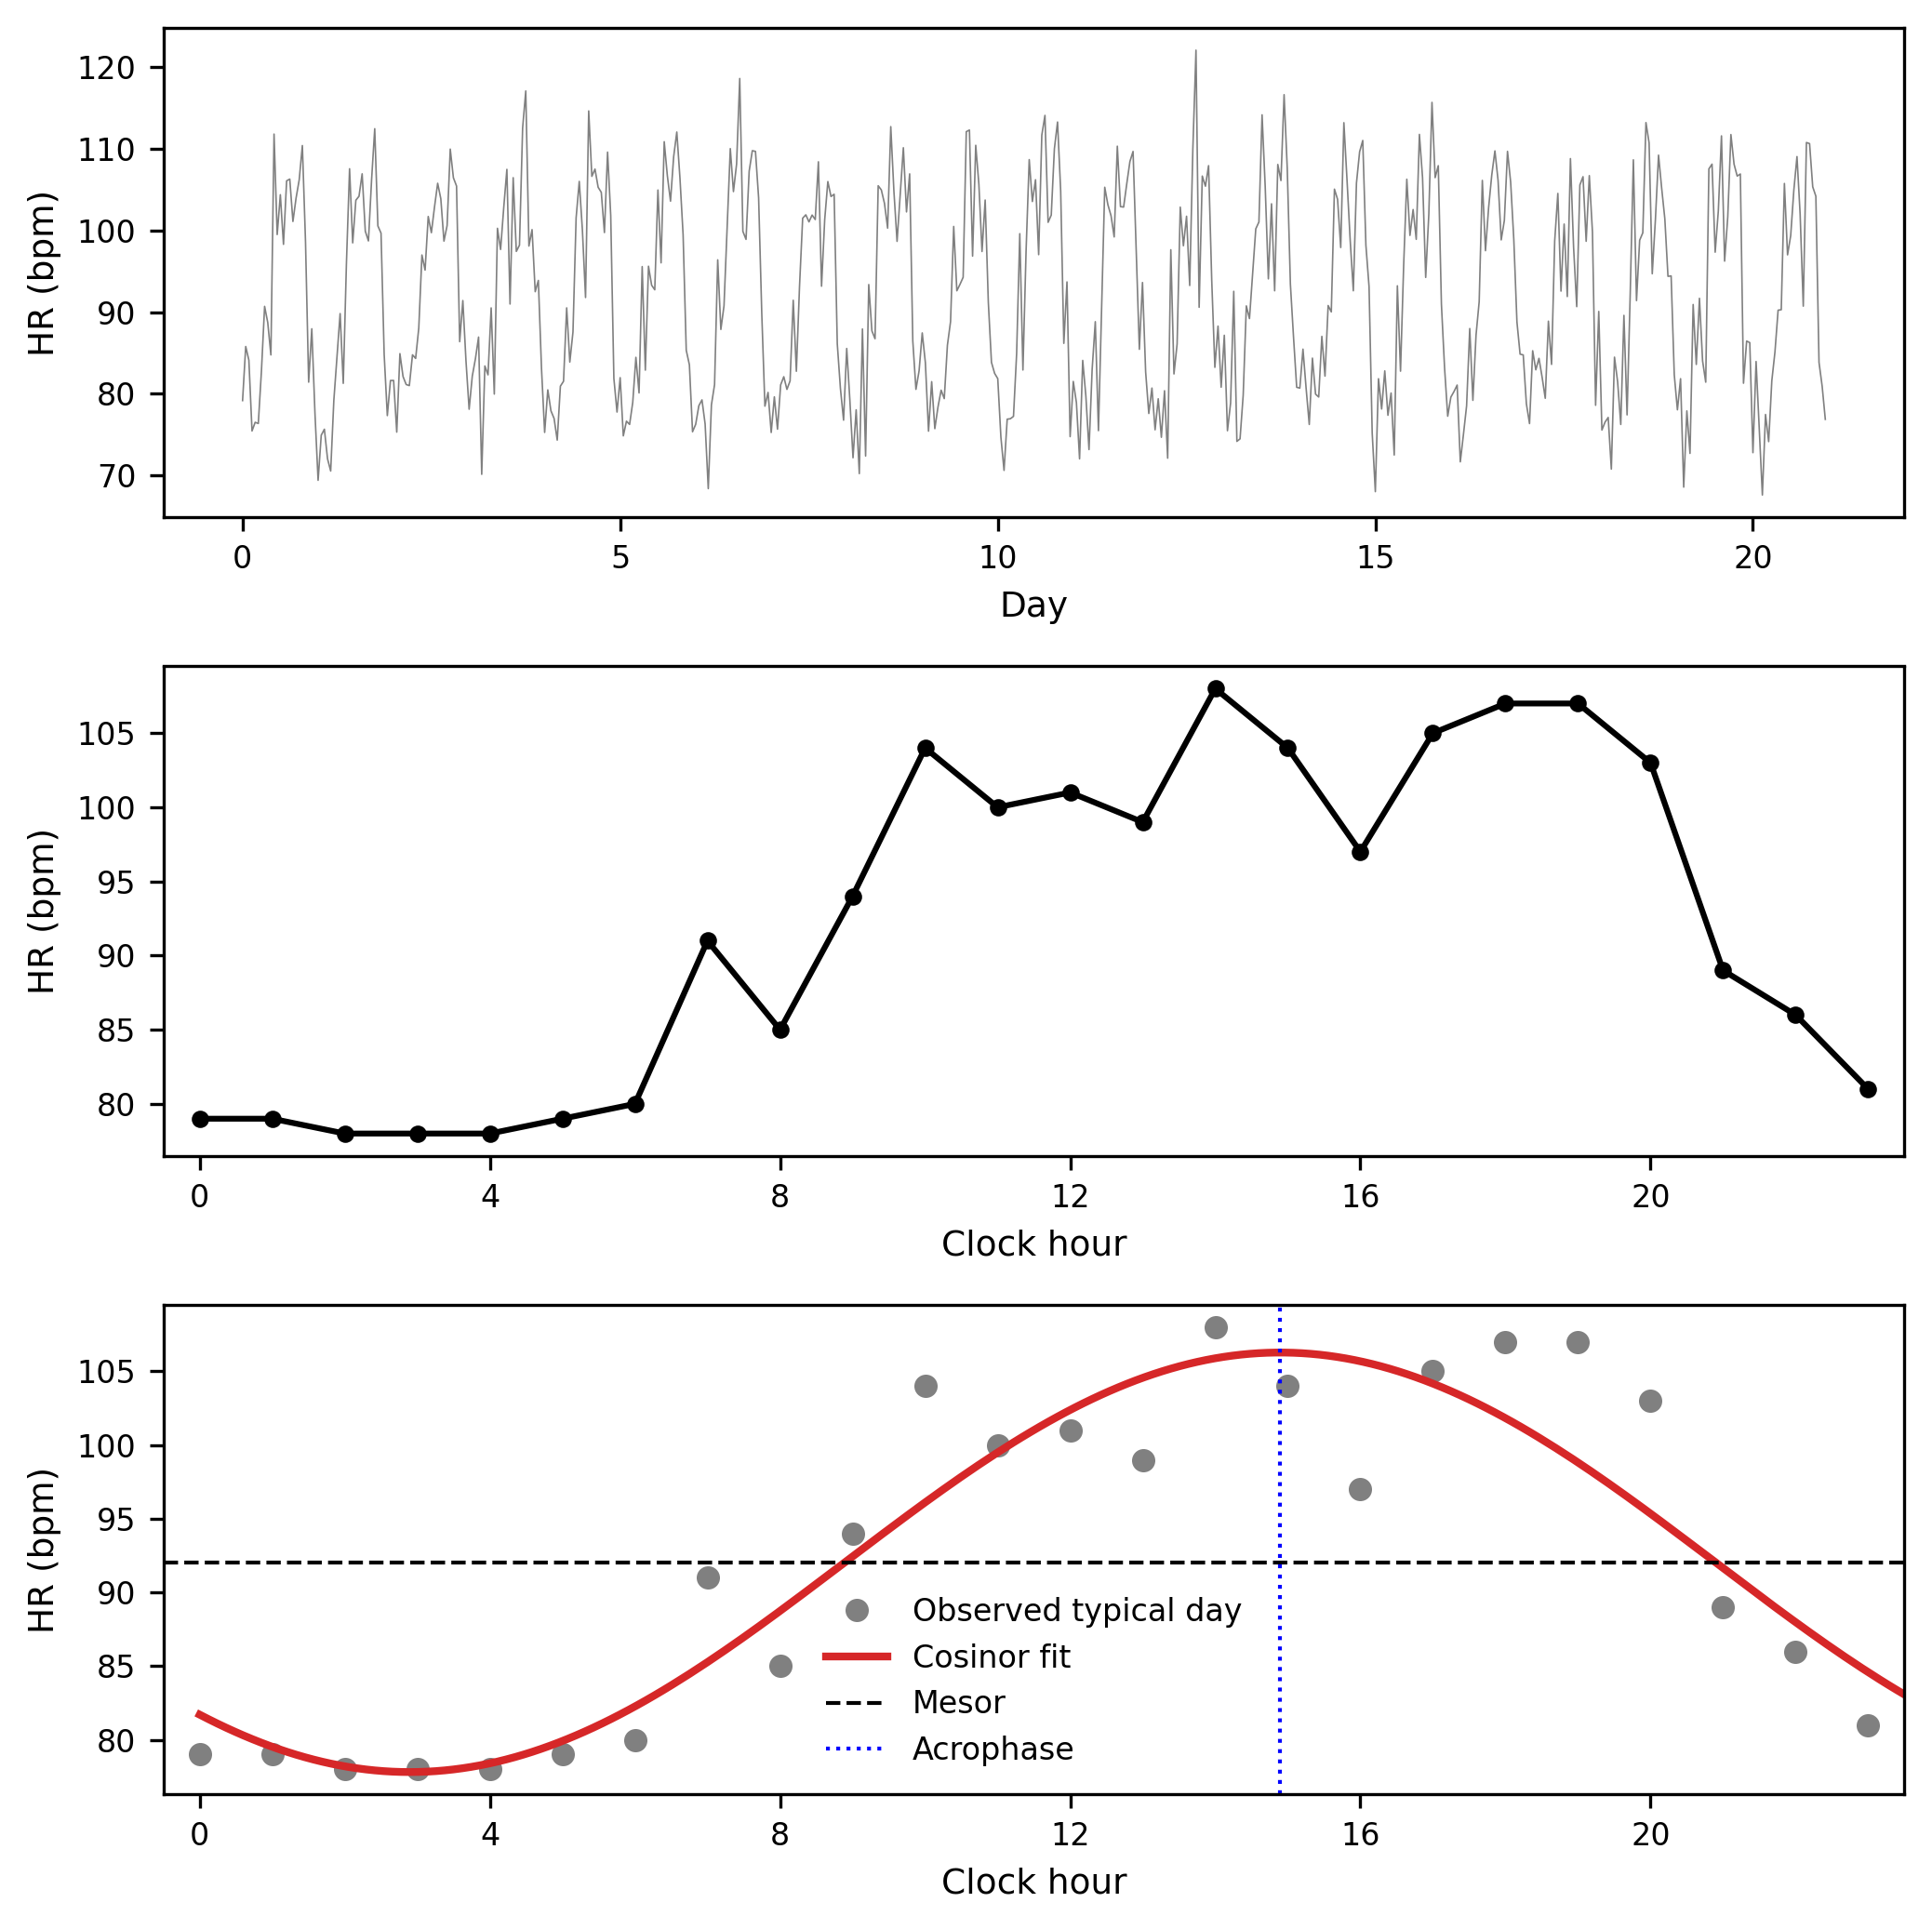 HR (bpm)
120
110
100
90
80
70
0 5 10 15 20
Day
HR (bpm)
105
100
95
90
85
80
0 4 8 12 16 20
Clock hour
HR (bpm)
105
100
95
90
85
80
Observed typical day
Cosinor fit
Mesor
Acrophase
0 4 8 12 16 20
Clock hour